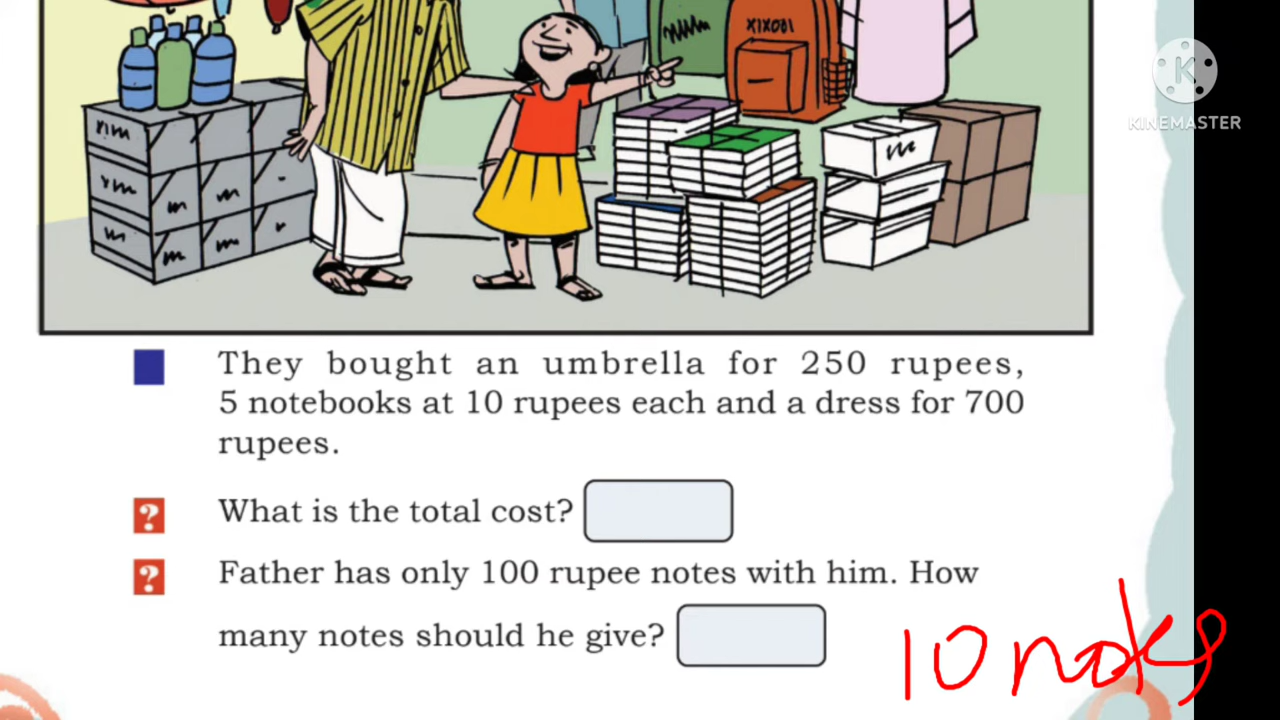 IXIXOOI
KINEMASTER
They bought an umbrella for 250 rupees,
5 notebooks at 10 rupees each and a dress for 700
rupees.
? What is the total cost?
? Father has only 100 rupee notes with him. How
many notes should he give?
10 notes